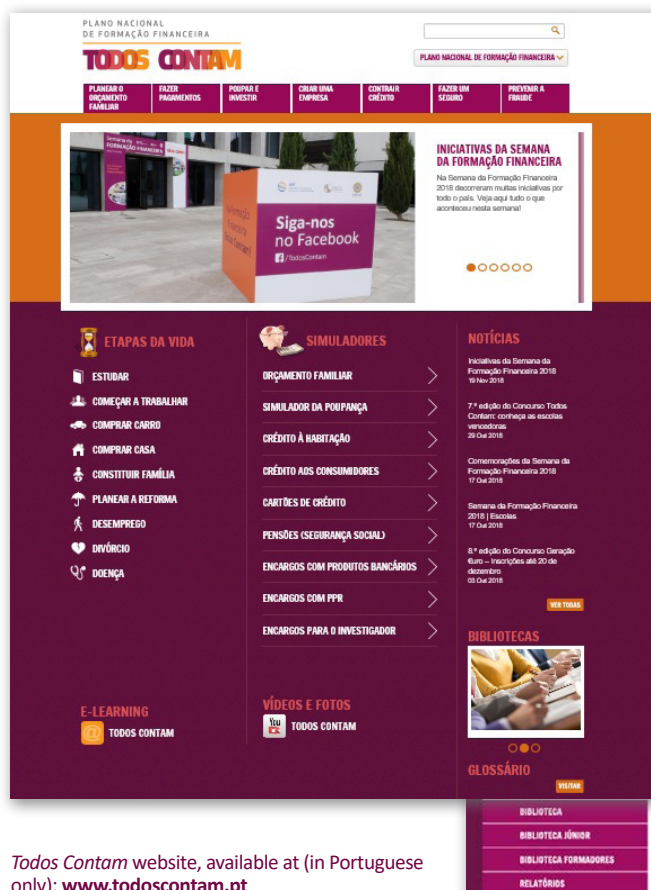 PLANO NACIONAL
DE FORMAÇÃO FINANCEIRA
TODOS CONTAM
PLANO NACIONAL DE FORMAÇÃO FINANCEIRA
PLANEAR O
ORÇAMENTO
FAMILIAR
FAZER
PAGAMENTOS
POUPAR E
INVESTIR
CRIAR UMA
EMPRESA
CONTRAIR
CRÉDITO
FAZER UM
SEGURO
PREVENIR A
FRAUDE
Semana da
FORMAÇÃO FINANCEIRA
Siga-nos
no Facebook
/TodosContam
INICIATIVAS DA SEMANA
DA FORMAÇÃO FINANCEIRA
Na Semana da Formação Financeira
2018 decorreram muitas iniciativas por
todo o país. Veja aqui tudo o que
aconteceu nesta semana!
ETAPAS DA VIDA
ESTUDAR
COMEÇAR A TRABALHAR
COMPRAR CARRO
COMPRAR CASA
CONSTITUIR FAMÍLIA
PLANEAR A REFORMA
DESEMPREGO
DIVÓRCIO
DOENÇA
E-LEARNING
@ TODOS CONTAM
SIMULADORES
ORÇAMENTO FAMILIAR
SIMULADOR DA POUPANÇA
CRÉDITO À HABITAÇÃO
CRÉDITO AOS CONSUMIDORES
CARTÕES DE CRÉDITO
PENSÕES (SEGURANÇA SOCIAL)
ENCARGOS COM PRODUTOS BANCÁRIOS
ENCARGOS COM PPR
ENCARGOS PARA O INVESTIGADOR
VÍDEOS E FOTOS
You TODOS CONTAM
NOTÍCIAS
Iniciativas da Semana da
Formação Financeira 2018
19 Nov 2018
7.ª edição do Concurso Todos
Contam: conheça as escolas
vencedoras
29 Out 2018
Comemorações da Semana da
Formação Financeira 2018
17 Out 2018
Semana da Formação Financeira
2018 | Escolas
17 Out 2018
8.ª edição do Concurso Geração
€uro – Inscrições até 20 de
dezembro
03 Out 2018
VER TODAS
BIBLIOTECAS
GLOSSÁRIO
VISITAR
BIBLIOTECA
BIBLIOTECA JÚNIOR
BIBLIOTECA FORMADORES
RELATÓRIOS
Todos Contam website, available at (in Portuguese
only): www.todoscontam.pt